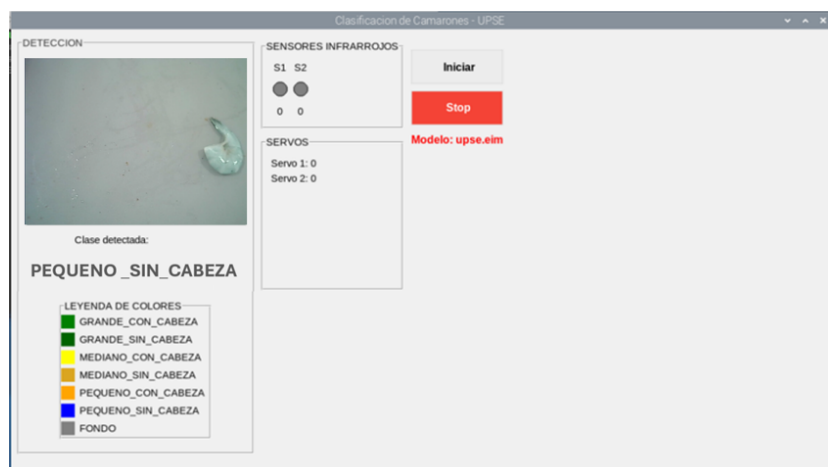 Clasificacion de Camarones - UPSE
DETECCION
Clase detectada:
PEQUENO _SIN_CABEZA
LEYENDA DE COLORES
GRANDE_CON_CABEZA
GRANDE_SIN_CABEZA
MEDIANO_CON_CABEZA
MEDIANO_SIN_CABEZA
PEQUENO_CON_CABEZA
PEQUENO_SIN_CABEZA
FONDO
SENSORES INFRARROJOS
S1 S2
0 0
SERVOS
Servo 1: 0
Servo 2: 0
Iniciar
Stop
Modelo: upse.eim